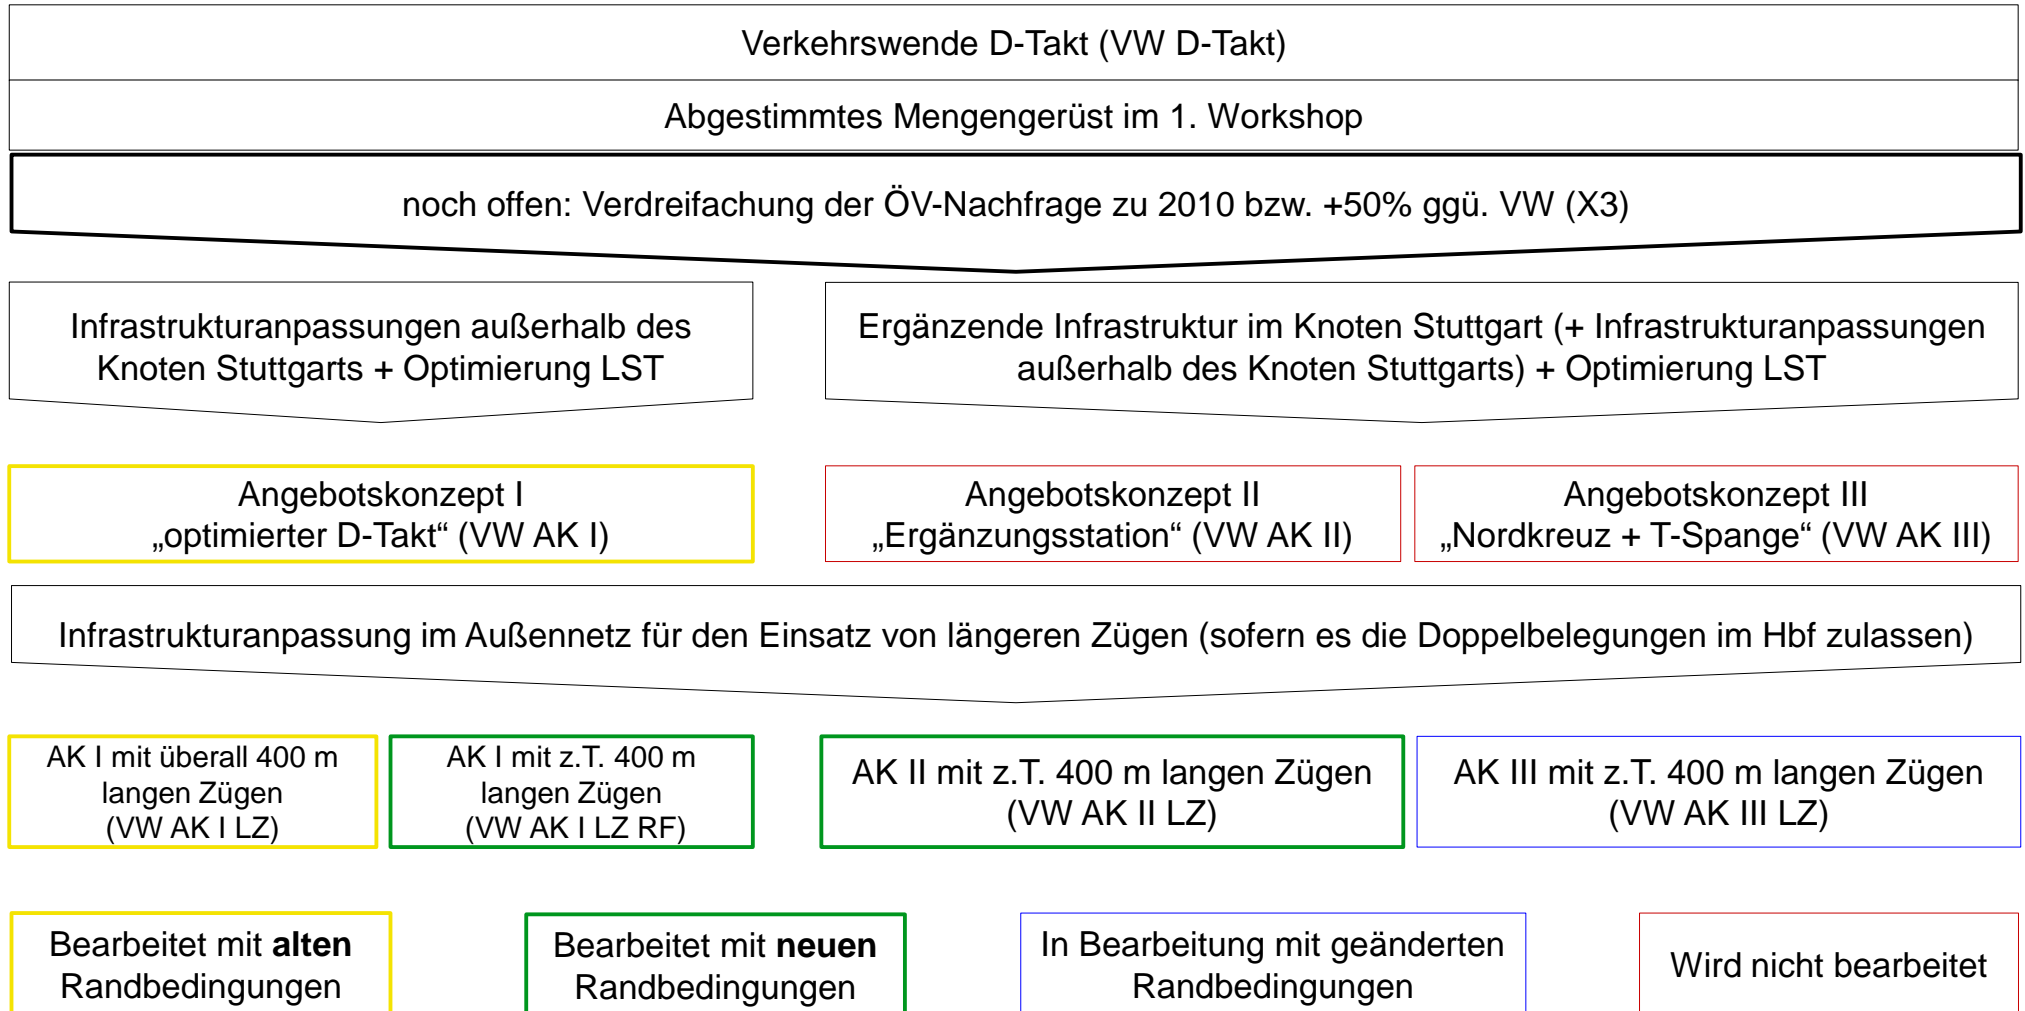 Verkehrswende D-Takt (VW D-Takt)
Abgestimmtes Mengengerüst im 1. Workshop
noch offen: Verdreifachung der ÖV-Nachfrage zu 2010 bzw. +50% ggü. VW (X3)
Infrastrukturanpassungen außerhalb des
Knoten Stuttgarts + Optimierung LST
Ergänzende Infrastruktur im Knoten Stuttgart (+ Infrastrukturanpassungen
außerhalb des Knoten Stuttgarts) + Optimierung LST
Angebotskonzept I
„optimierter D-Takt“ (VW AK I)
Angebotskonzept II
„Ergänzungsstation“ (VW AK II)
Angebotskonzept III
„Nordkreuz + T-Spange“ (VW AK III)
Infrastrukturanpassung im Außennetz für den Einsatz von längeren Zügen (sofern es die Doppelbelegungen im Hbf zulassen)
AK I mit überall 400 m
langen Zügen
(VW AK I LZ)
AK I mit z.T. 400 m
langen Zügen
(VW AK I LZ RF)
AK II mit z.T. 400 m langen Zügen
(VW AK II LZ)
AK III mit z.T. 400 m langen Zügen
(VW AK III LZ)
Bearbeitet mit alten
Randbedingungen
Bearbeitet mit neuen
Randbedingungen
In Bearbeitung mit geänderten
Randbedingungen
Wird nicht bearbeitet